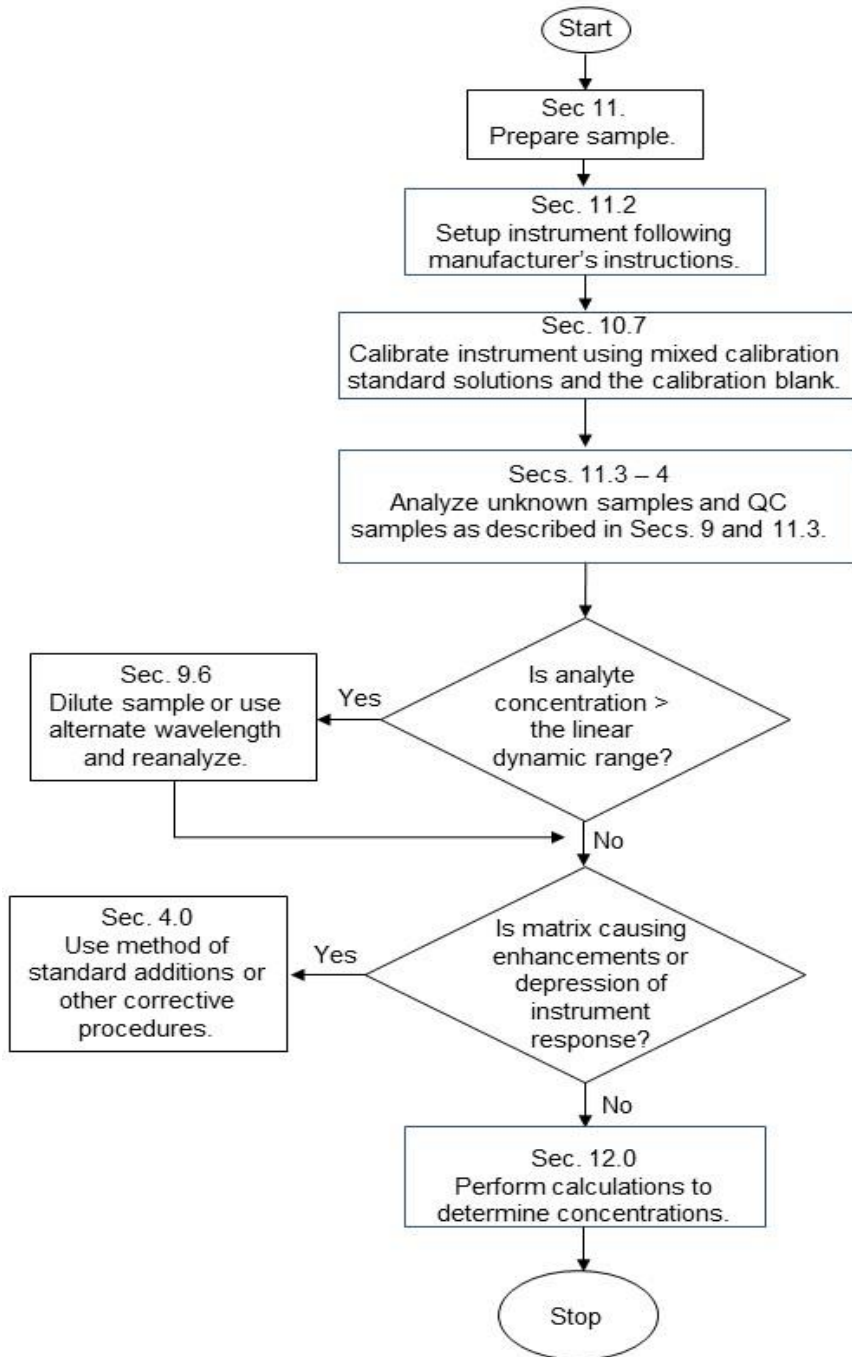 Start
Sec 11.
Prepare sample.
Sec. 11.2
Setup instrument following
manufacturer's instructions.
Sec. 10.7
Calibrate instrument using mixed calibration
standard solutions and the calibration blank.
Secs. 11.3 – 4
Analyze unknown samples and QC
samples as described in Secs. 9 and 11.3.
Is analyte
concentration >
the linear
dynamic range?
Yes
Sec. 9.6
Dilute sample or use
alternate wavelength
and reanalyze.
No
Is matrix causing
enhancements or
depression of
instrument
response?
Yes
Sec. 4.0
Use method of
standard additions or
other corrective
procedures.
No
Sec. 12.0
Perform calculations to
determine concentrations.
Stop